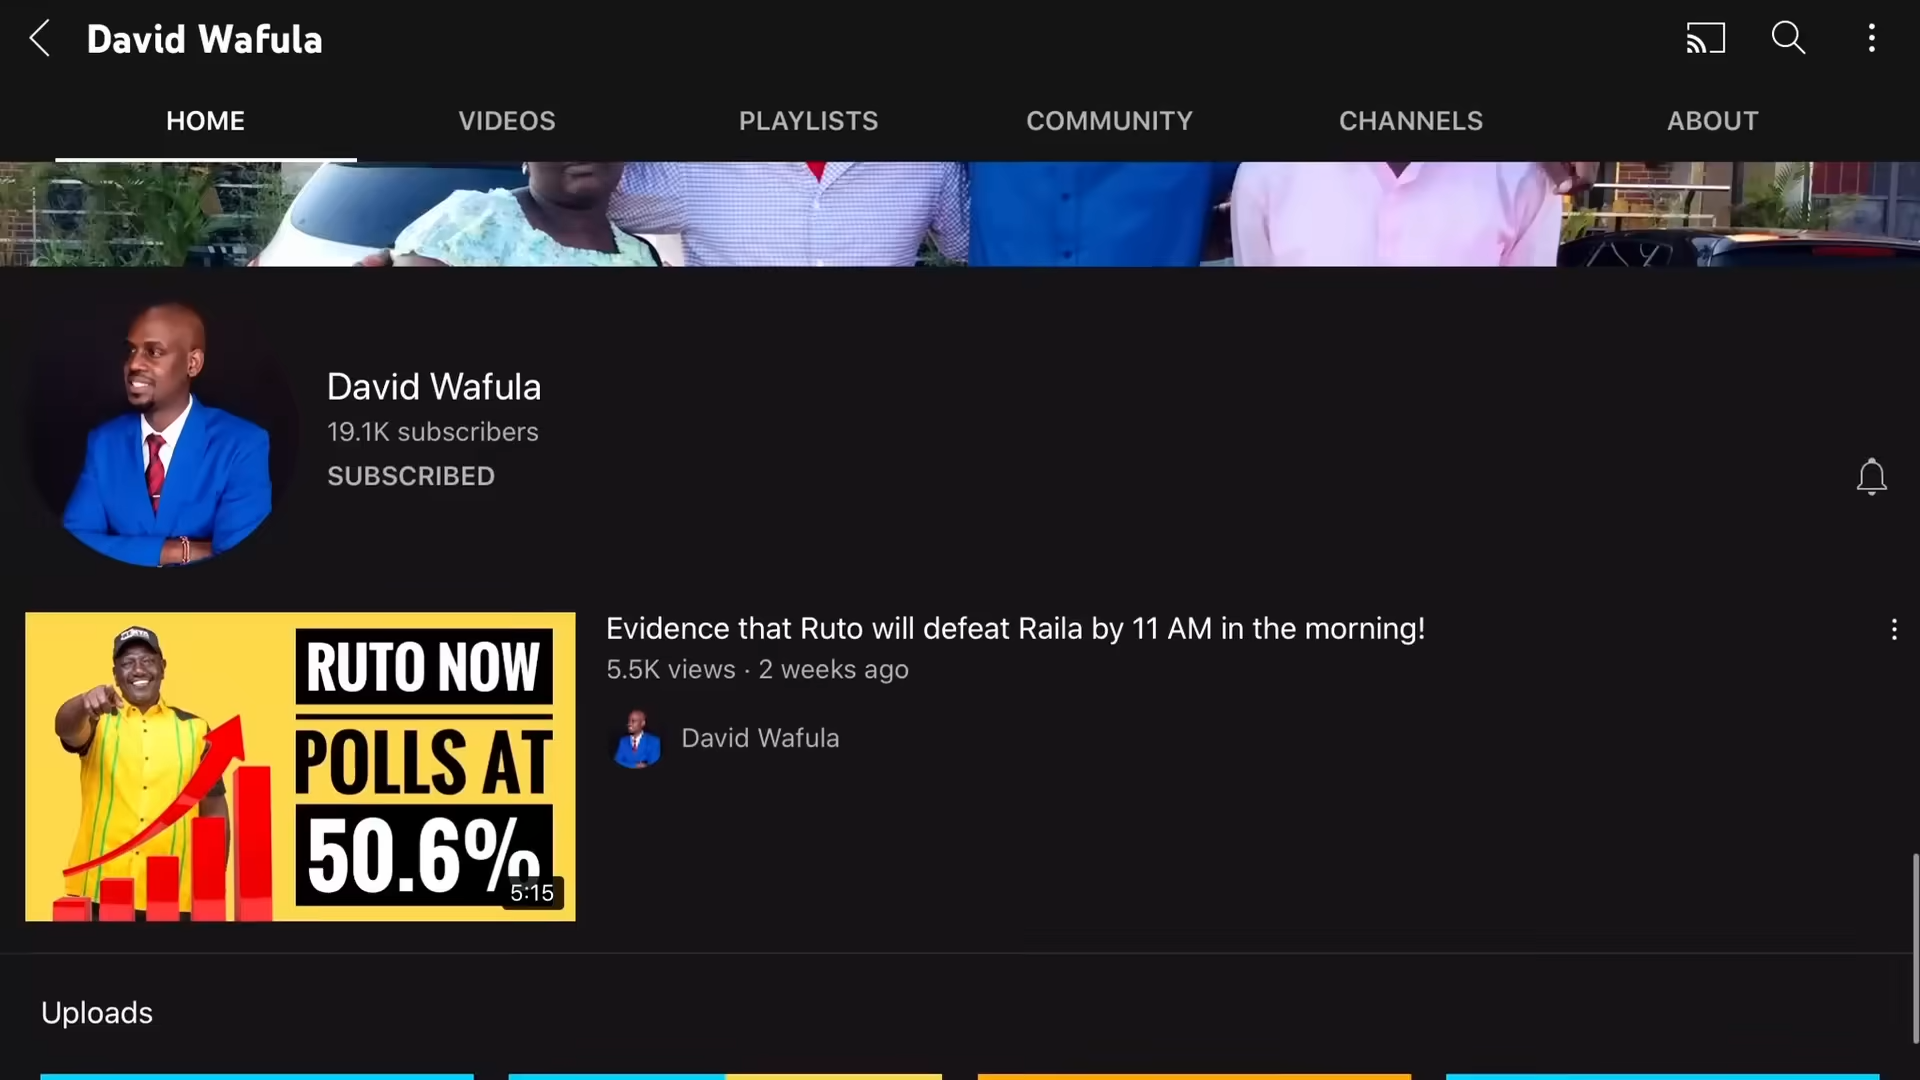 David Wafula
HOME
VIDEOS
PLAYLISTS
COMMUNITY
CHANNELS
ABOUT
David Wafula
19.1K subscribers
SUBSCRIBED
RUTO NOW
POLLS AT
50.6%
5:15
Evidence that Ruto will defeat Raila by 11 AM in the morning!
5.5K views · 2 weeks ago
David Wafula
Uploads